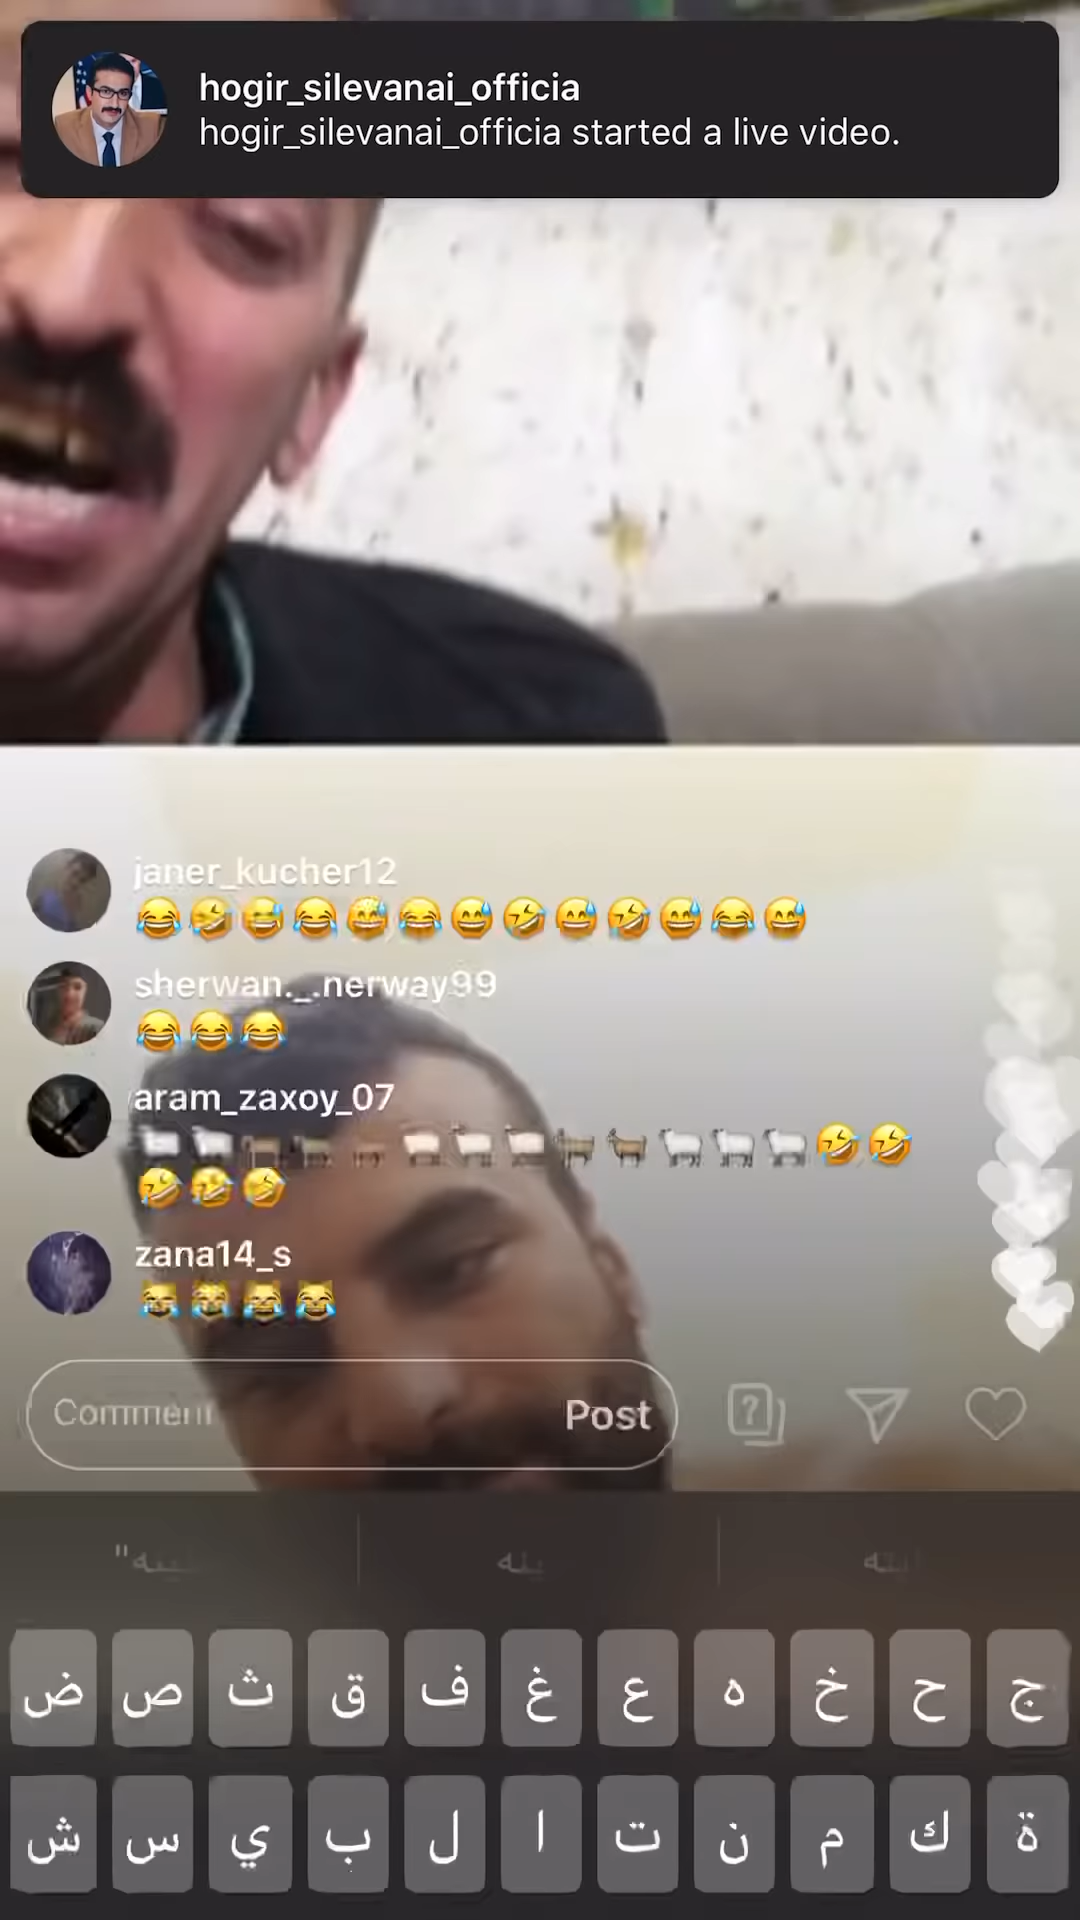 hogir_silevanai_officia
hogir_silevanai_officia started a live video.
janer_kucher12
😂🤣😅😂😅😂😅🤣😅🤣😅😂😅
sherwan._.nerway99
😂😂😂
aram_zaxoy_07
🐑🐑🐐🐐🐐🐑🐑🐑🐐🐐🐑🐑🐑🤣🤣
🤣🤣🤣
zana14_s
😹😹😹😹
Comment Post
ض ص ث ق ف غ ع ه خ ح ج
ش س ي ب ل ا ت ن م ك ة